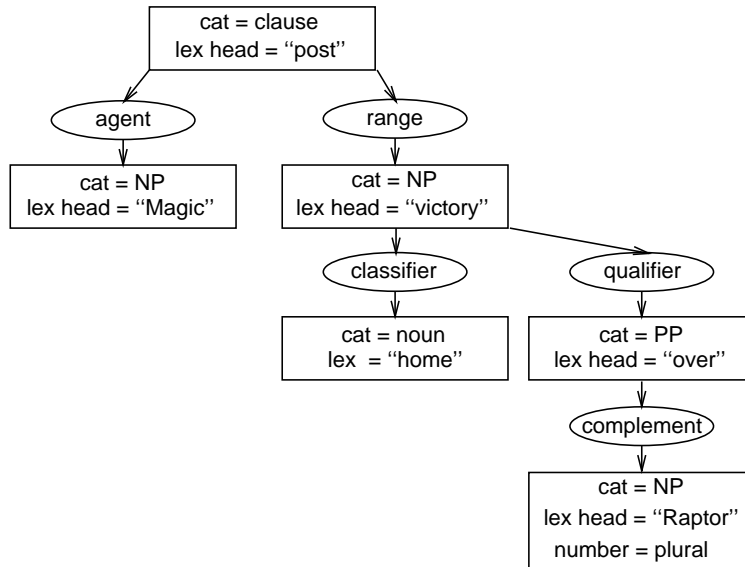 cat = clause
lex head = ‘‘post’’
agent
range
cat = NP
lex head = ‘‘Magic’’
cat = NP
lex head = ‘‘victory’’
classifier
qualifier
cat = noun
lex = ‘‘home’’
cat = PP
lex head = ‘‘over’’
complement
cat = NP
lex head = ‘‘Raptor’’
number = plural